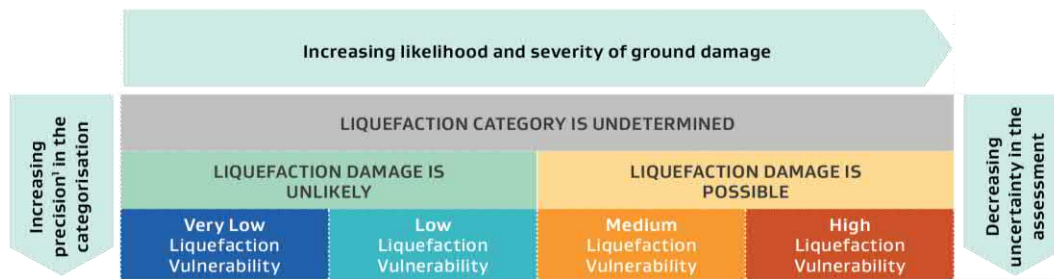 Increasing likelihood and severity of ground damage
Increasing
precision¹ in the
categorisation
LIQUEFACTION CATEGORY IS UNDETERMINED
LIQUEFACTION DAMAGE IS
UNLIKELY
LIQUEFACTION DAMAGE IS
POSSIBLE
Very Low
Liquefaction
Vulnerability
Low
Liquefaction
Vulnerability
Medium
Liquefaction
Vulnerability
High
Liquefaction
Vulnerability
Decreasing
uncertainty in the
assessment